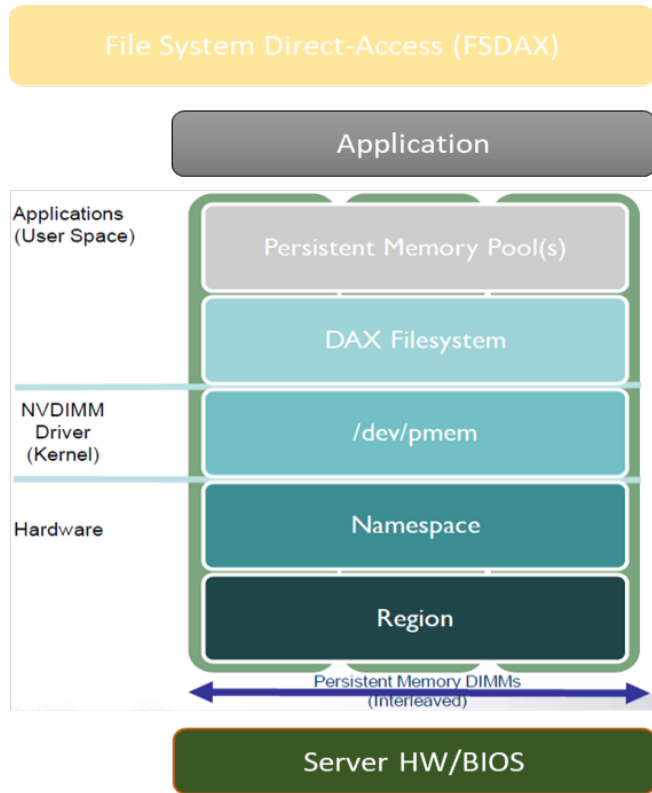 File System Direct-Access (FSDAX)
Application
Applications
(User Space)
Persistent Memory Pool(s)
DAX Filesystem
NVDIMM
Driver
(Kernel)
/dev/pmem
Hardware
Namespace
Region
Persistent Memory DIMMs
(Interleaved)
Server HW/BIOS